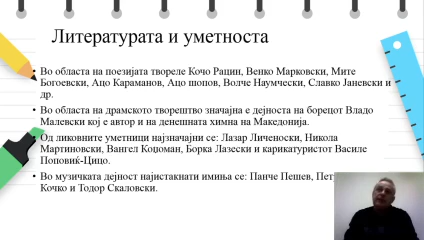 Литературата и уметноста
Во областа на поезијата твореле Кочо Рацин, Венко Марковски, Мите
Богоевски, Ацо Караманов, Ацо шопов, Волче Наумчески, Славко Јаневски и
др.
Во областа на драмското творештво значајна е дејноста на борецот Владо
Малевски кој е автор и на денешната химна на Македонија.
Од ликовните уметници најзначајни се: Лазар Личеноски, Никола
Мартиновски, Вангел Коџоман, Борка Лазески и карикатуристот Василе
Поповиќ-Цицо.
Во музичката дејност најистакнати имиња се: Панче Пешев,
Кочко и Тодор Скаловски.